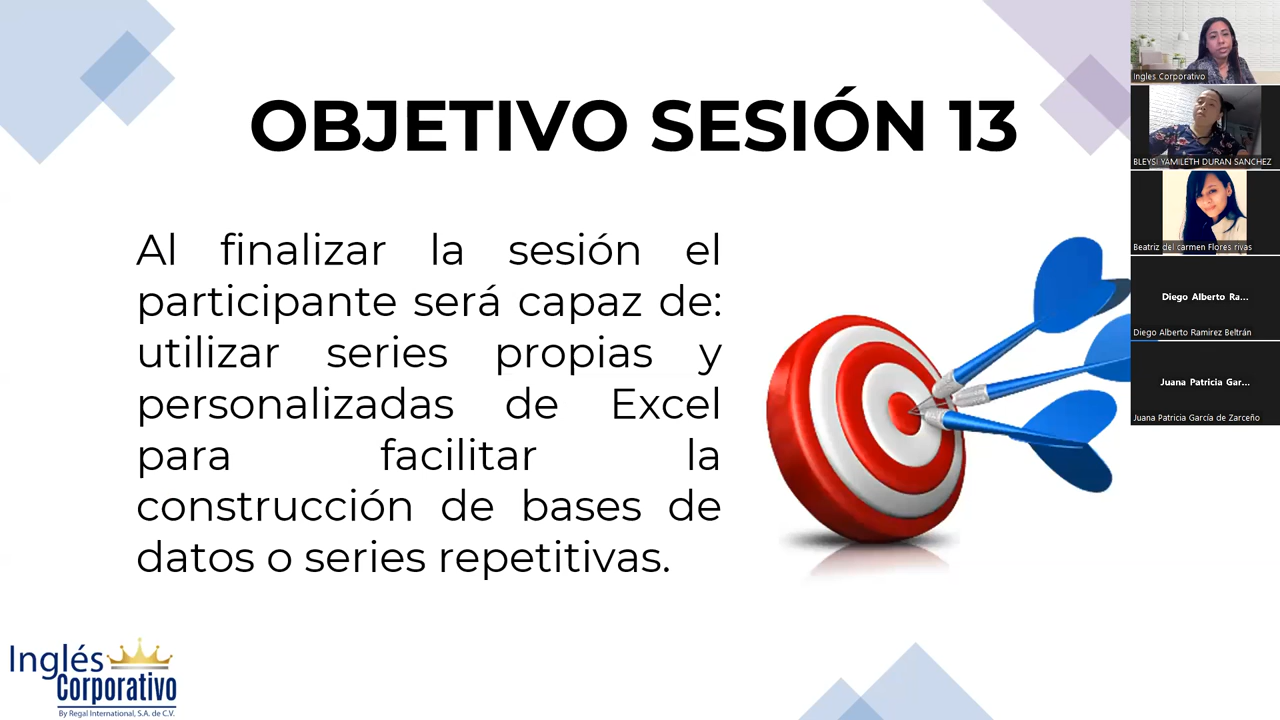 OBJETIVO SESIÓN 13
Al finalizar la sesión el
participante será capaz de:
utilizar series propias y
personalizadas de Excel
para facilitar la
construcción de bases de
datos o series repetitivas.
Inglés
Corporativo
By Regal International, S.A. de C.V.
Ingles Corporativo
BLEYSI YAMILETH DURAN SANCHEZ
Beatriz del carmen Flores rivas
Diego Alberto Ra...
Diego Alberto Ramirez Beltrán
Juana Patricia Gar...
Juana Patricia García de Zarceño